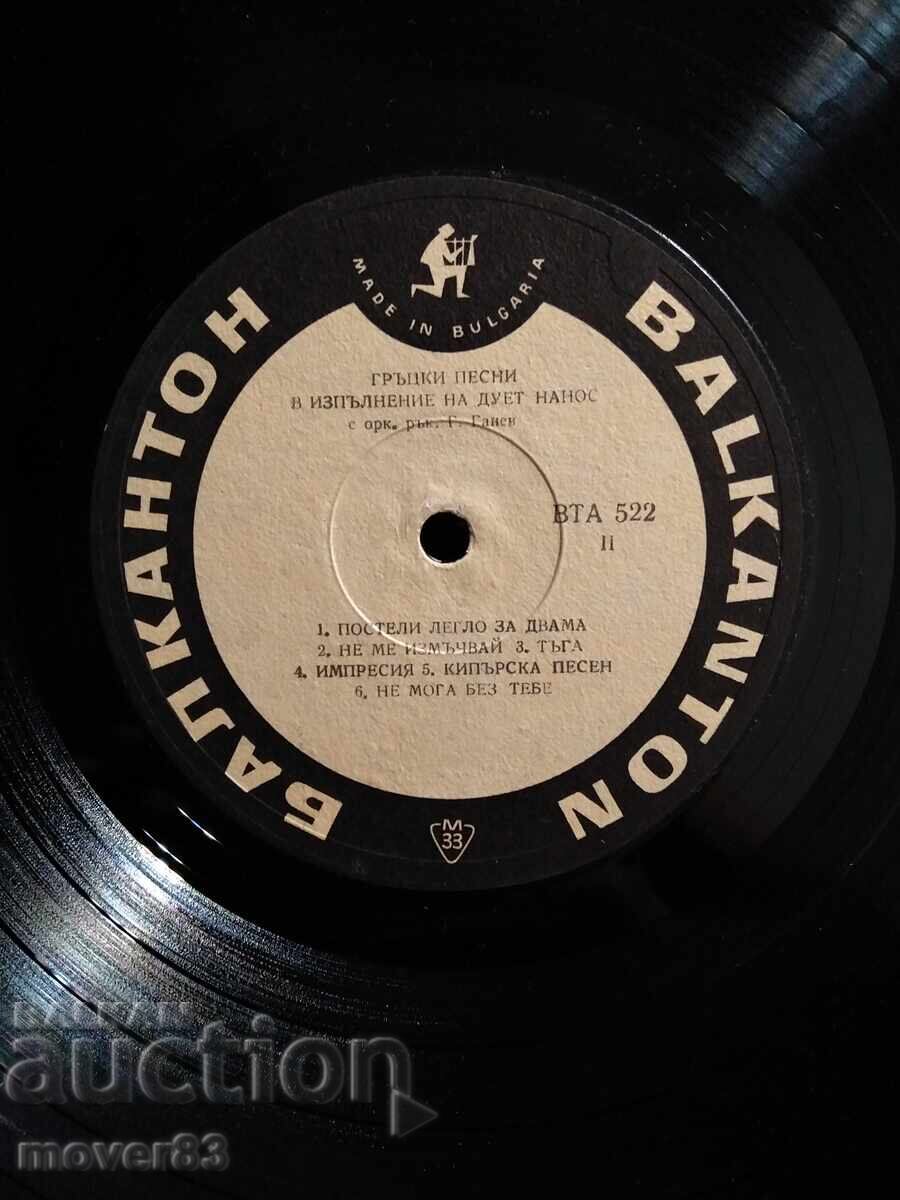 MADE IN BULGARIA
БАЛКАНТОН
BALKANTON
ГРЪЦКИ ПЕСНИ
В ИЗПЪЛНЕНИЕ НА ДУЕТ НАНОС
с орк. рък. Г. Ганев
ВТА 522
II
1. ПОСТЕЛИ ЛЕГЛО ЗА ДВАМА
2. НЕ МЕ ИЗМЪЧВАЙ 3. ТЪГА
4. ИМПРЕСИЯ 5. КИПЪРСКА ПЕСЕН
6. НЕ МОГА БЕЗ ТЕБЕ
M
33
BALKAN
auction
mover83